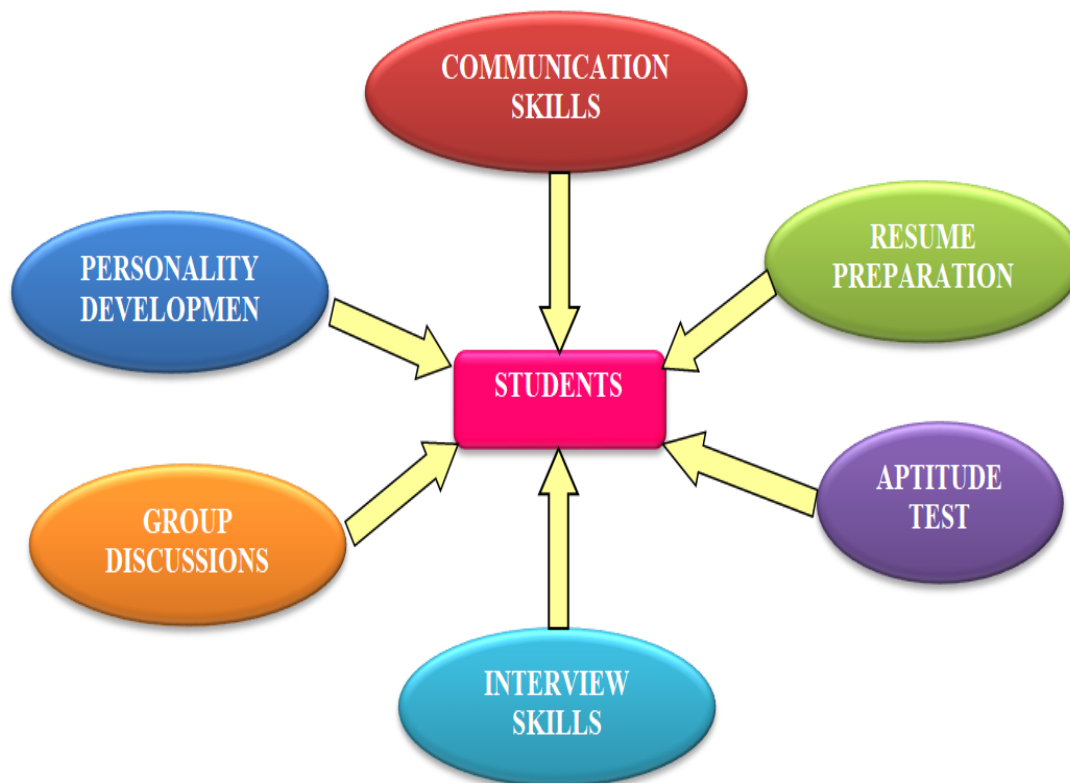 COMMUNICATION
SKILLS
RESUME
PREPARATION
PERSONALITY
DEVELOPMEN
STUDENTS
APTITUDE
TEST
GROUP
DISCUSSIONS
INTERVIEW
SKILLS